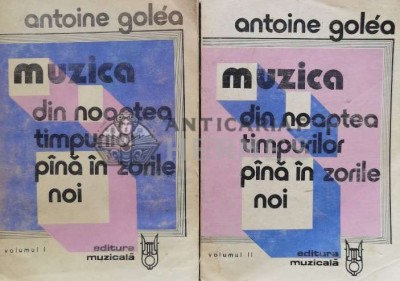 antoine goléa
muzica
din noaptea
timpurilor
pînă în zorile
noi
volumul I
editura
muzicală
antoine goléa
muzica
din noaptea
timpurilor
pînă în zorile
noi
volumul II
editura
muzicală